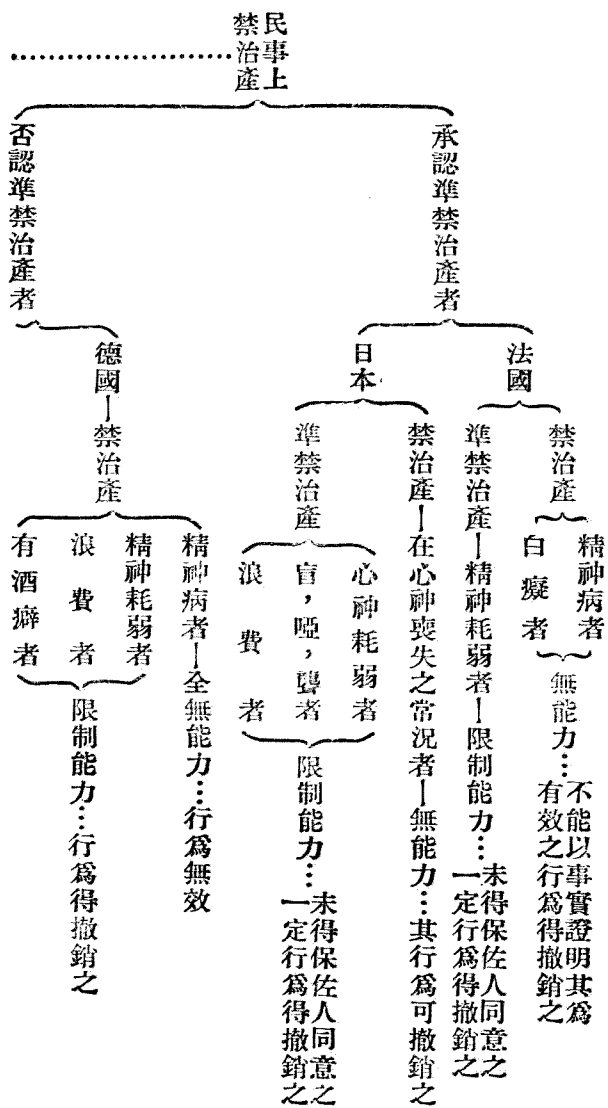 民事上
禁治產
承認準禁治產者
法國
禁治產
精神病者
白癡者
無能力…不能以事實證明其爲
有效之行爲得撤銷之
準禁治產—精神耗弱者—限制能力…未得保佐人同意之
一定行爲得撤銷之
日本
禁治產—在心神喪失之常況者—無能力…其行爲可撤銷之
準禁治產
心神耗弱者
盲，啞，聾者
浪費者
限制能力…未得保佐人同意之
一定行爲得撤銷之
否認準禁治產者
德國—禁治產
精神病者—全無能力…行爲無效
精神耗弱者
浪費者
有酒癖者
限制能力…行爲得撤銷之